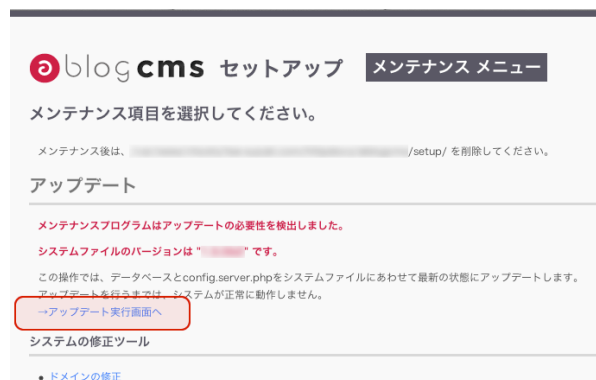 a blog cms セットアップ メンテナンス メニュー
メンテナンス項目を選択してください。
メンテナンス後は、 /setup/ を削除してください。
アップデート
メンテナンスプログラムはアップデートの必要性を検出しました。
システムファイルのバージョンは " " です。
この操作では、データベースとconfig.server.phpをシステムファイルにあわせて最新の状態にアップデートします。
アップデートを行うまでは、システムが正常に動作しません。
→アップデート実行画面へ
システムの修正ツール
• ドメインの修正